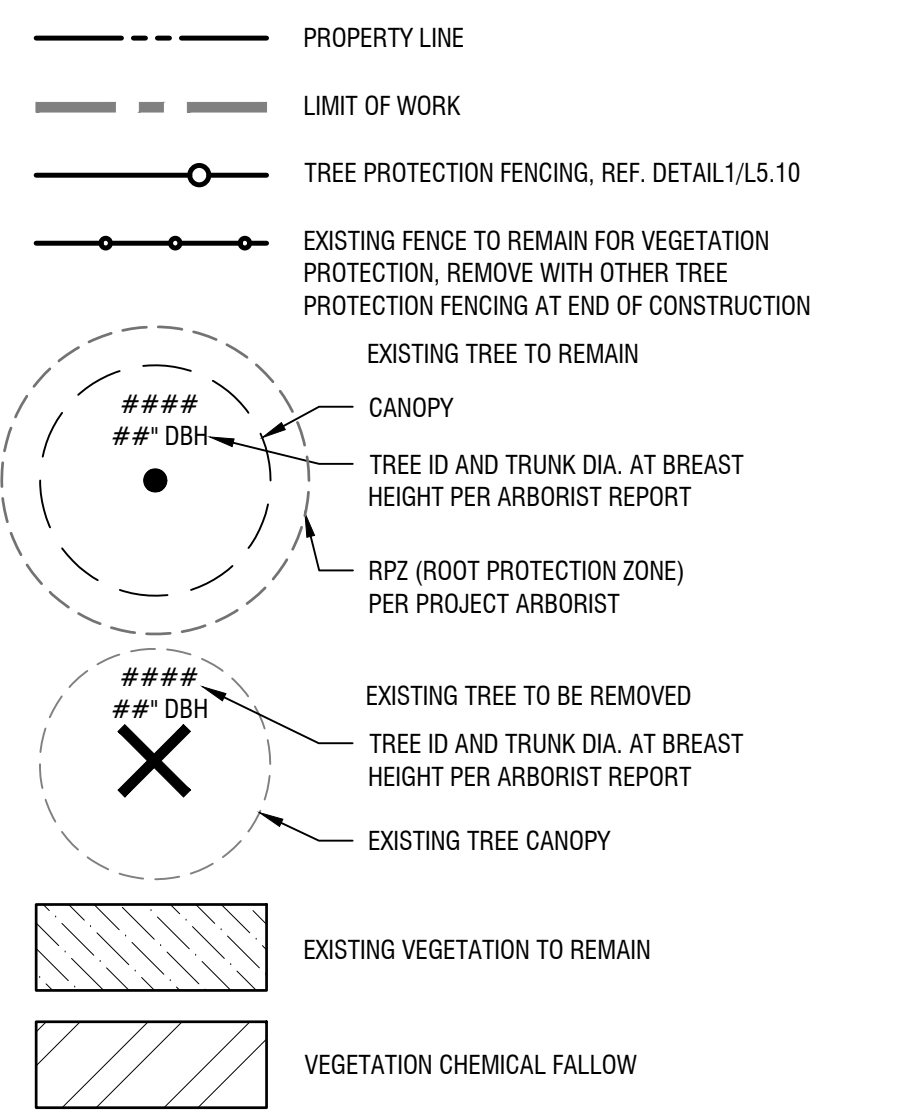 PROPERTY LINE
LIMIT OF WORK
TREE PROTECTION FENCING, REF. DETAIL1/L5.10
EXISTING FENCE TO REMAIN FOR VEGETATION
PROTECTION, REMOVE WITH OTHER TREE
PROTECTION FENCING AT END OF CONSTRUCTION
EXISTING TREE TO REMAIN
####
##" DBH
CANOPY
TREE ID AND TRUNK DIA. AT BREAST
HEIGHT PER ARBORIST REPORT
RPZ (ROOT PROTECTION ZONE)
PER PROJECT ARBORIST
####
##" DBH
EXISTING TREE TO BE REMOVED
TREE ID AND TRUNK DIA. AT BREAST
HEIGHT PER ARBORIST REPORT
EXISTING TREE CANOPY
EXISTING VEGETATION TO REMAIN
VEGETATION CHEMICAL FALLOW